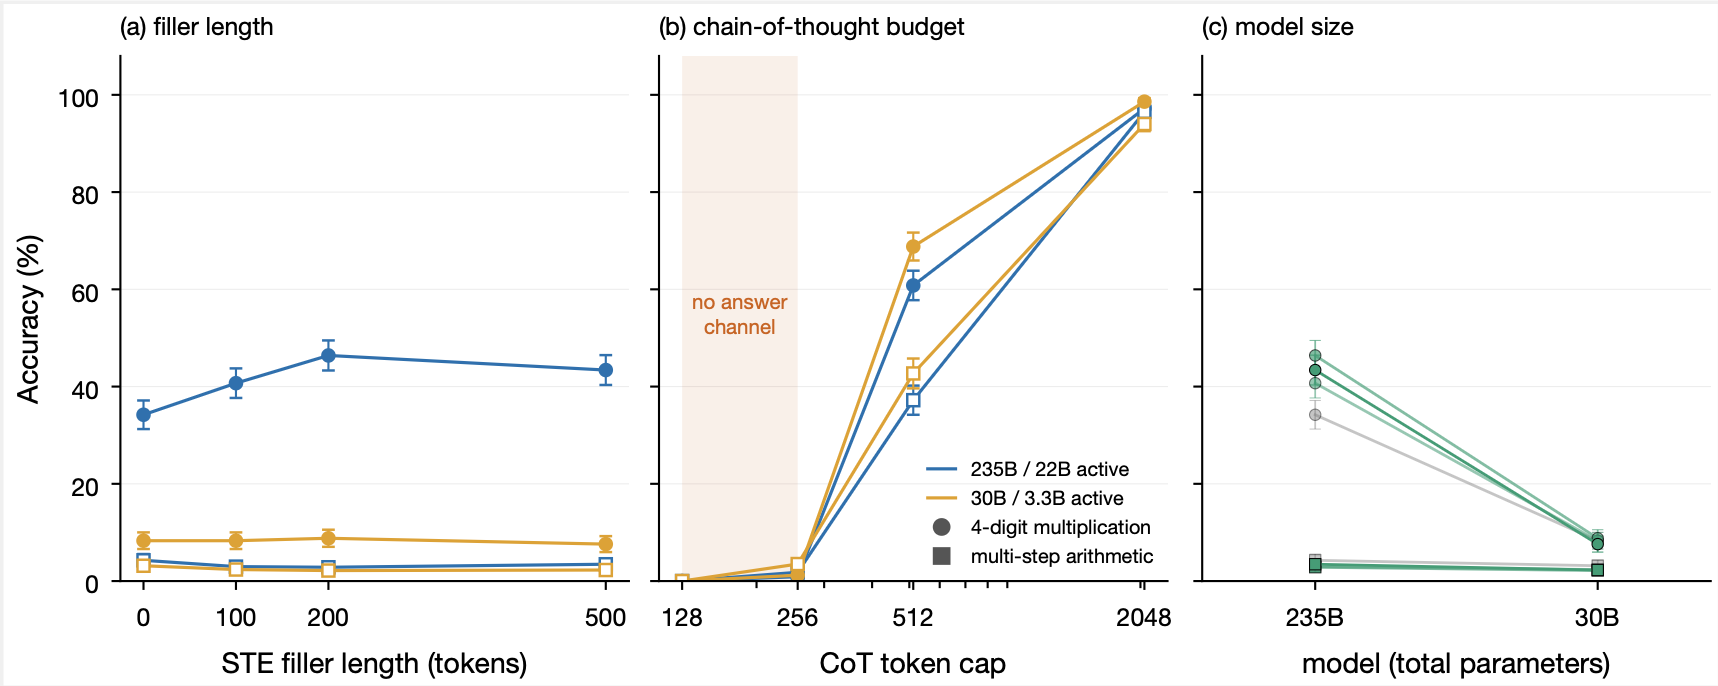 (a) filler length
(b) chain-of-thought budget
(c) model size
Accuracy (%)
100
80
60
40
20
0
0 100 200 500
STE filler length (tokens)
no answer
channel
235B / 22B active
30B / 3.3B active
4-digit multiplication
multi-step arithmetic
128 256 512 2048
CoT token cap
235B 30B
model (total parameters)